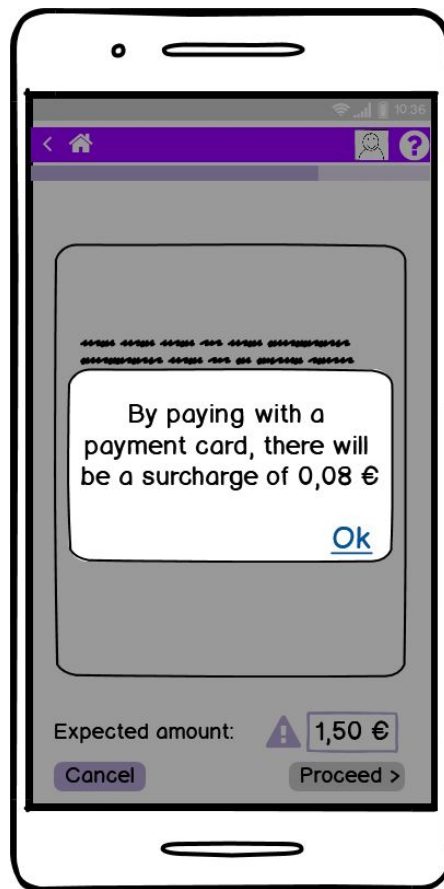 10:36
?
By paying with a
payment card, there will
be a surcharge of 0,08 €
Ok
Expected amount: 1,50 €
Cancel Proceed >